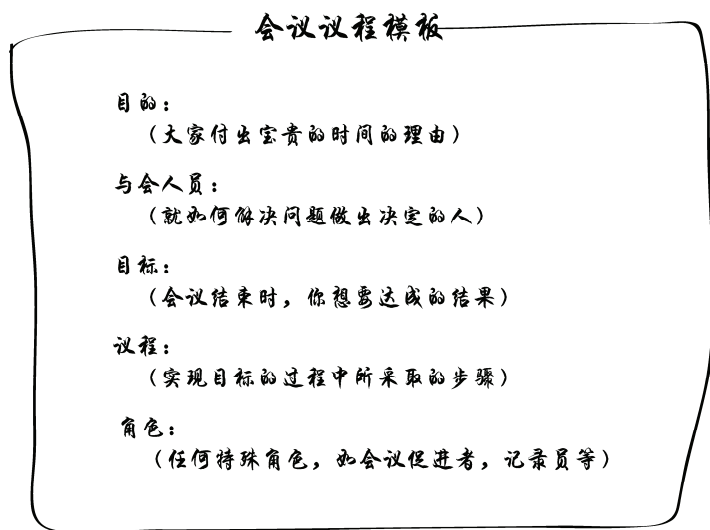 会议议程模板
目的：
（大家付出宝贵的时间的理由）
与会人员：
（就如何解决问题做出决定的人）
目标：
（会议结束时，你想要达成的结果）
议程：
（实现目标的过程中所采取的步骤）
角色：
（任何特殊角色，如会议促进者，记录员等）